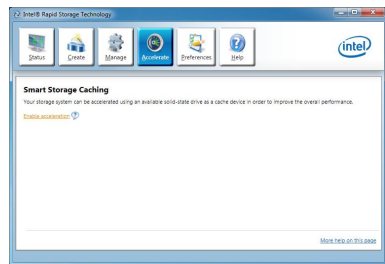 Intel® Rapid Storage Technology
Status
Create
Manage
Accelerate
Preferences
Help
intel
Smart Storage Caching
Your storage system can be accelerated using an available solid-state drive as a cache device in order to improve the overall performance.
Enable acceleration
More help on this page